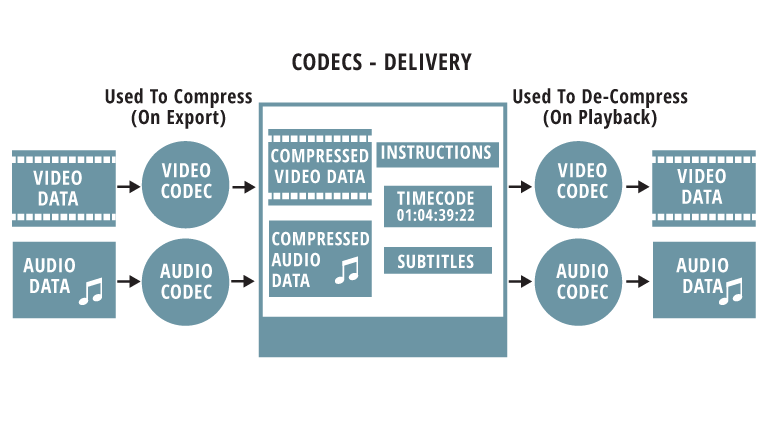 CODECS - DELIVERY
Used To Compress
(On Export)
Used To De-Compress
(On Playback)
VIDEO
DATA
VIDEO
CODEC
COMPRESSED
VIDEO DATA
INSTRUCTIONS
TIMECODE
01:04:39:22
VIDEO
CODEC
VIDEO
DATA
AUDIO
DATA
AUDIO
CODEC
COMPRESSED
AUDIO
DATA
SUBTITLES
AUDIO
CODEC
AUDIO
DATA